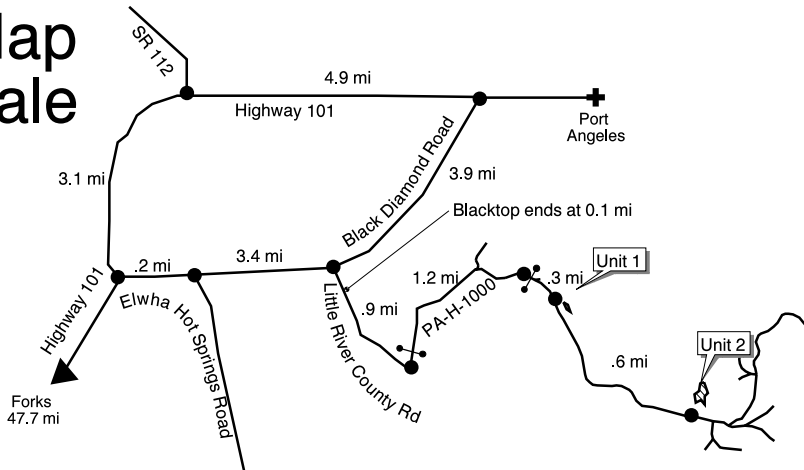 SR 112
4.9 mi
Highway 101
Port
Angeles
Black Diamond Road
3.9 mi
3.1 mi
Blacktop ends at 0.1 mi
.2 mi
3.4 mi
1.2 mi
.3 mi
Unit 1
Highway 101
Elwha Hot Springs Road
Little River County Rd
.9 mi
PA-H-1000
.6 mi
Unit 2
Forks
47.7 mi